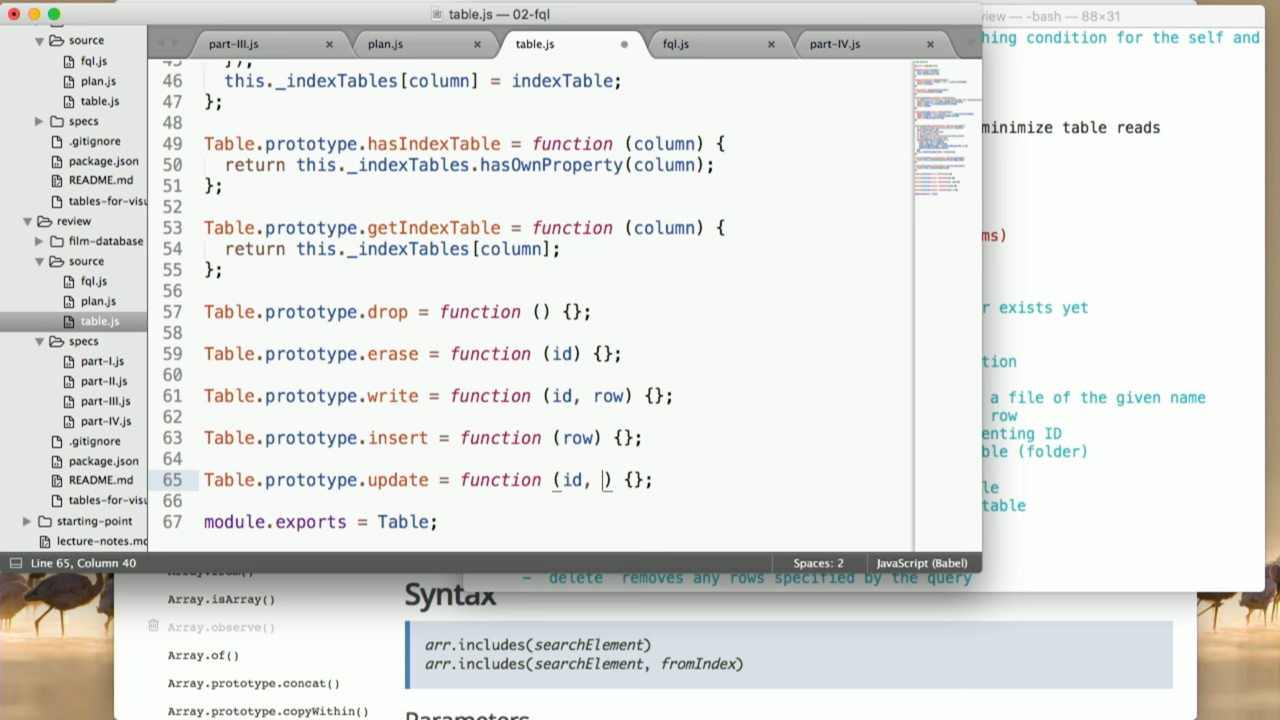 table.js — 02-fql
view — -bash — 88×31
source
fql.js
plan.js
table.js
specs
.gitignore
package.json
README.md
tables-for-visu
review
film-database
source
fql.js
plan.js
table.js
specs
part-I.js
part-II.js
part-III.js
part-IV.js
.gitignore
package.json
README.md
tables-for-visu
starting-point
lecture-notes.md
part-III.js ×
plan.js ×
table.js
fql.js ×
part-IV.js ×
45 });
46 this._indexTables[column] = indexTable;
47 };
48
49 Table.prototype.hasIndexTable = function (column) {
50 return this._indexTables.hasOwnProperty(column);
51 };
52
53 Table.prototype.getIndexTable = function (column) {
54 return this._indexTables[column];
55 };
56
57 Table.prototype.drop = function () {};
58
59 Table.prototype.erase = function (id) {};
60
61 Table.prototype.write = function (id, row) {};
62
63 Table.prototype.insert = function (row) {};
64
65 Table.prototype.update = function (id, ) {};
66
67 module.exports = Table;
Line 65, Column 40
Spaces: 2
JavaScript (Babel)
hing condition for the self and
minimize table reads
ms)
r exists yet
tion
a file of the given name
row
enting ID
ble (folder)
le
table
- `delete` removes any rows specified by the query
Array.from()
Array.isArray()
Array.observe()
Array.of()
Array.prototype.concat()
Array.prototype.copyWithin()
Syntax
arr.includes(searchElement)
arr.includes(searchElement, fromIndex)
Parameters